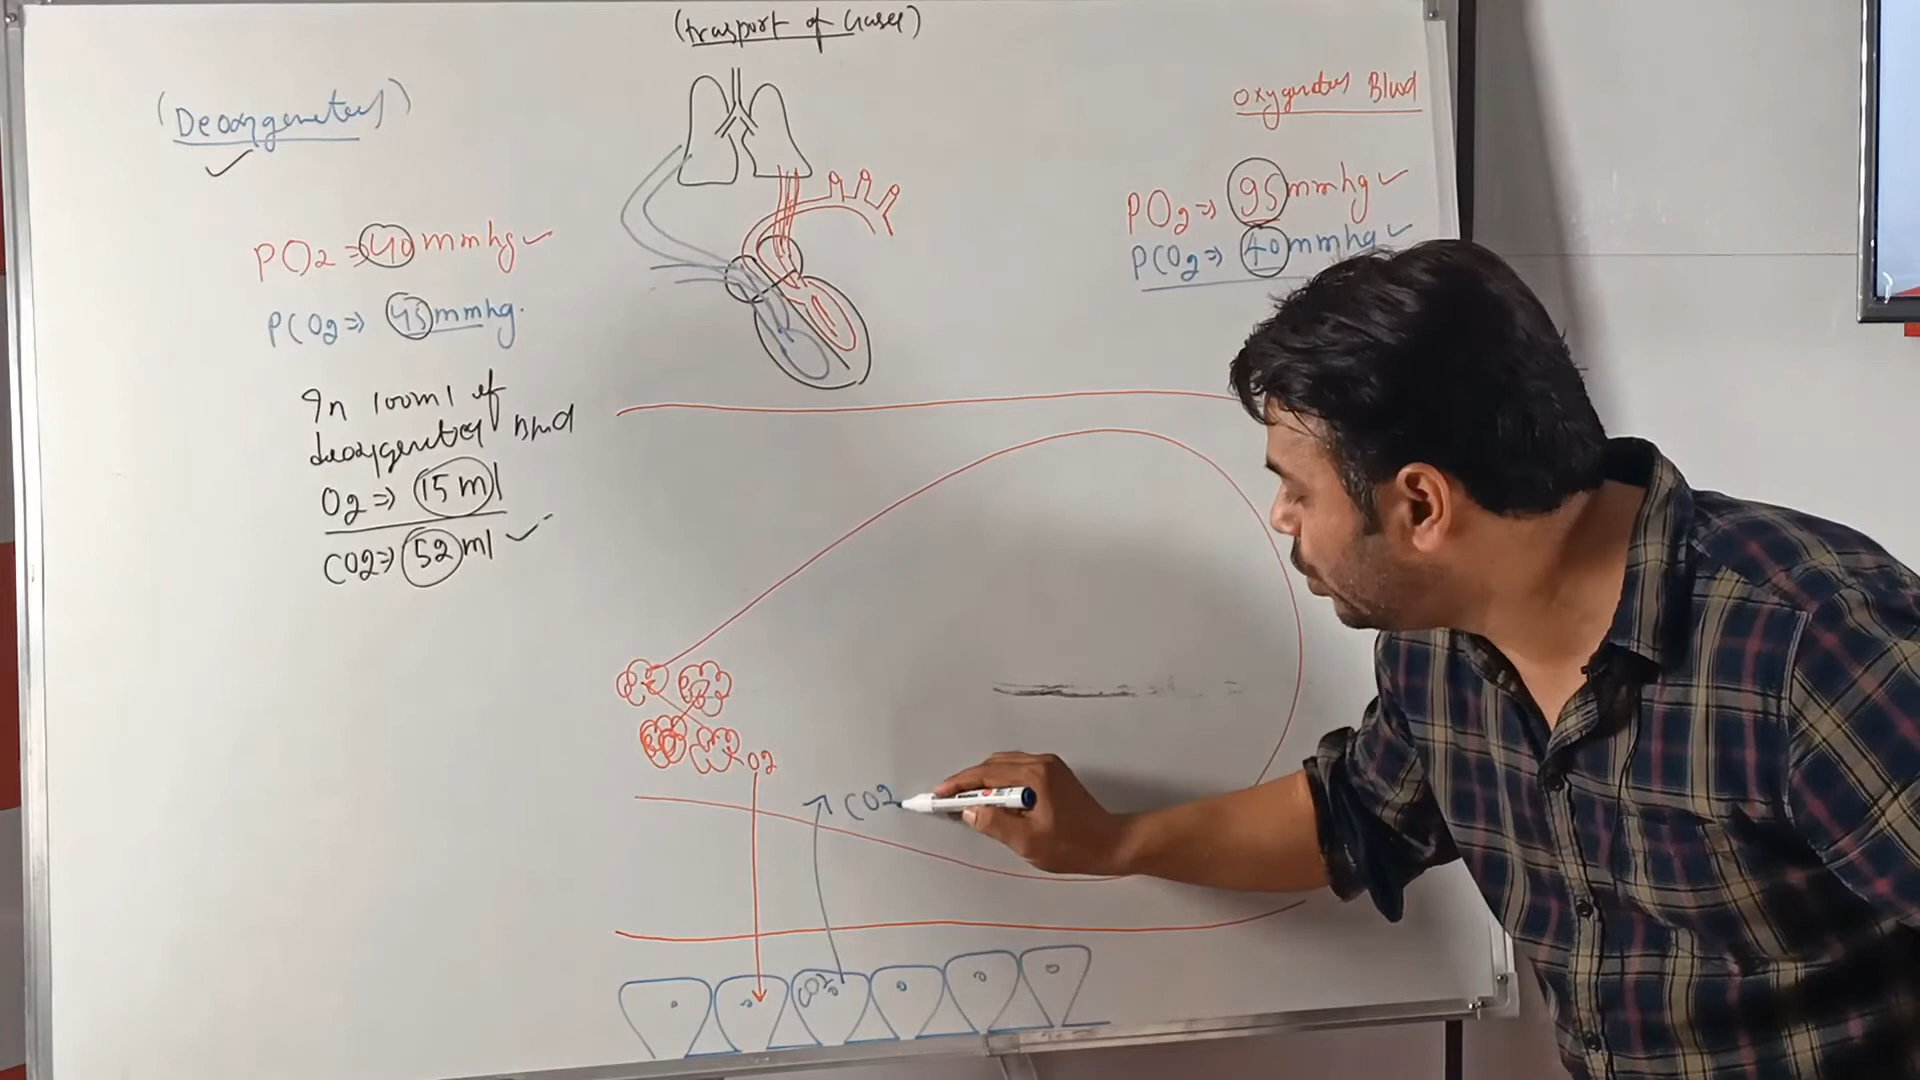 (trasport of Gases)
(Deoxygenated)
PO2 ⇒ 40 mmhg ✓
PCO2 ⇒ 45 mmhg.
In 100ml of
deoxygenated Blood
O2 ⇒ 15 ml
CO2 ⇒ 52 ml ✓
Oxygenated Blood
PO2 ⇒ 95 mmhg ✓
PCO2 ⇒ 40 mmhg ✓
O2
CO2
CO2